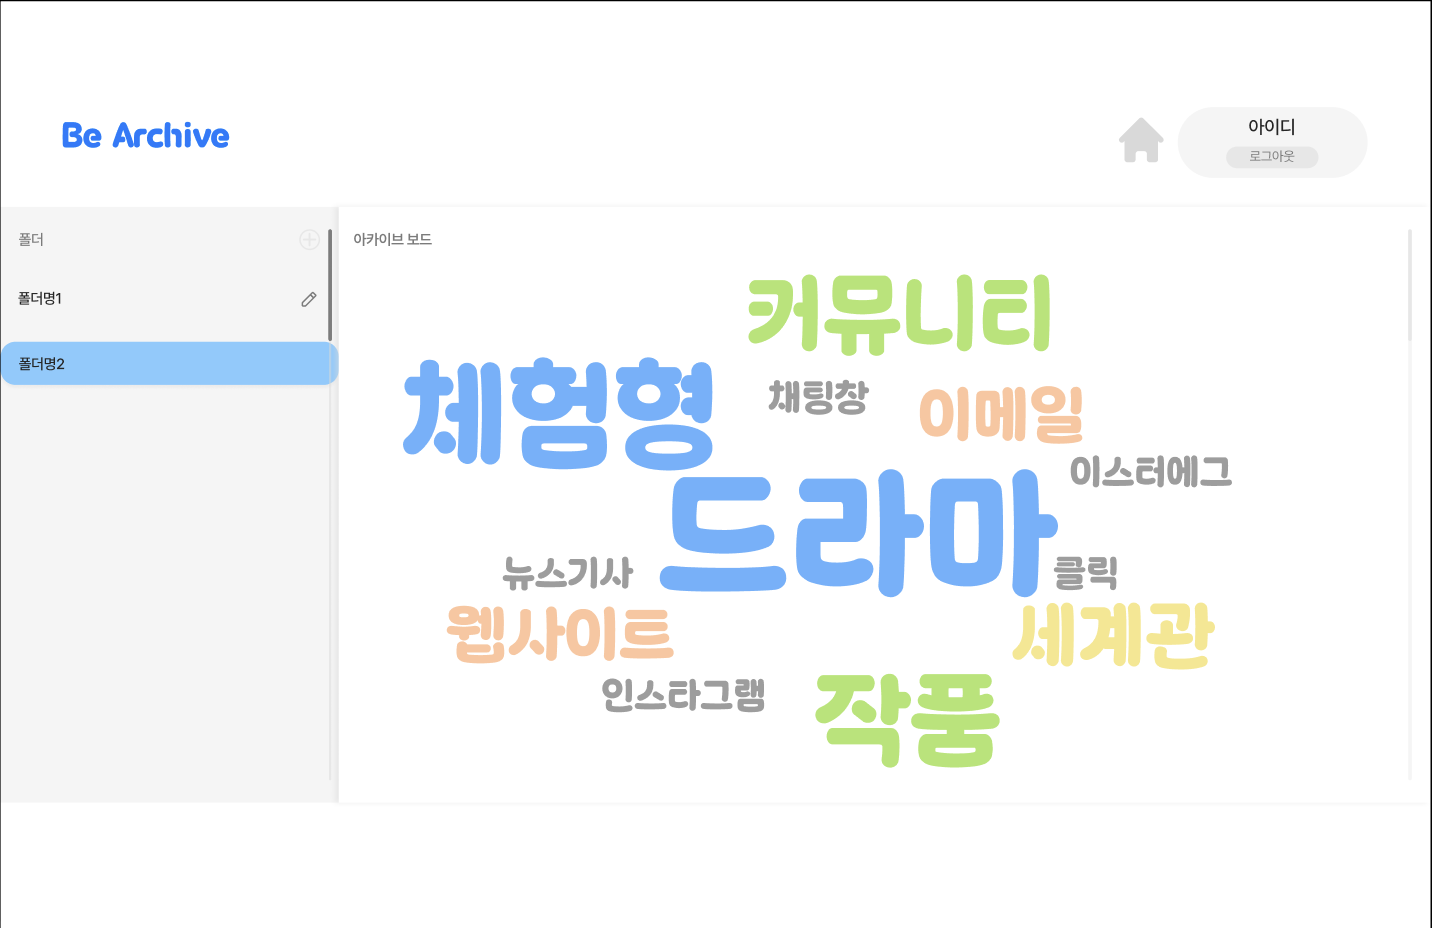 Be Archive
아이디
로그아웃
폴더
폴더명1
폴더명2
아카이브 보드
커뮤니티
체험형
채팅창
이메일
이스터에그
드라마
뉴스기사
클릭
웹사이트
세계관
인스타그램
작품